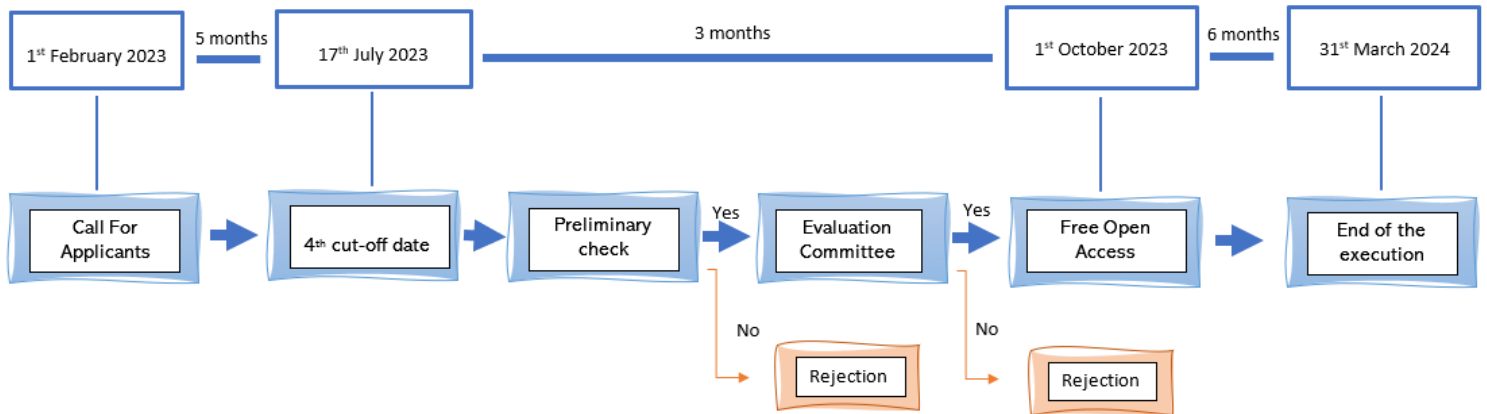 1st February 2023
5 months
17th July 2023
3 months
1st October 2023
6 months
31st March 2024
Call For
Applicants
4th cut-off date
Preliminary
check
Yes
Evaluation
Committee
Yes
Free Open
Access
End of the
execution
No
Rejection
No
Rejection